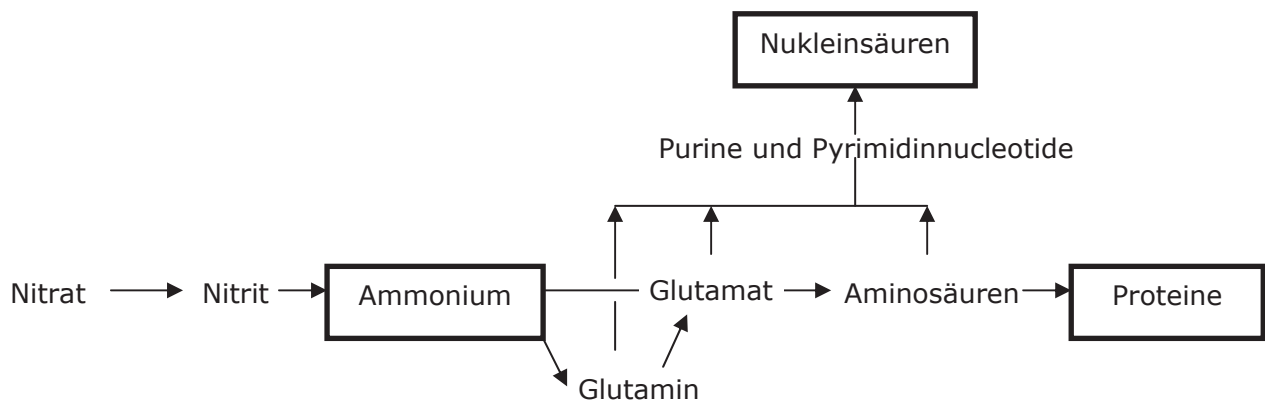 Nukleinsäuren
Purine und Pyrimidinnucleotide
Nitrat
Nitrit
Ammonium
Glutamat
Aminosäuren
Proteine
Glutamin